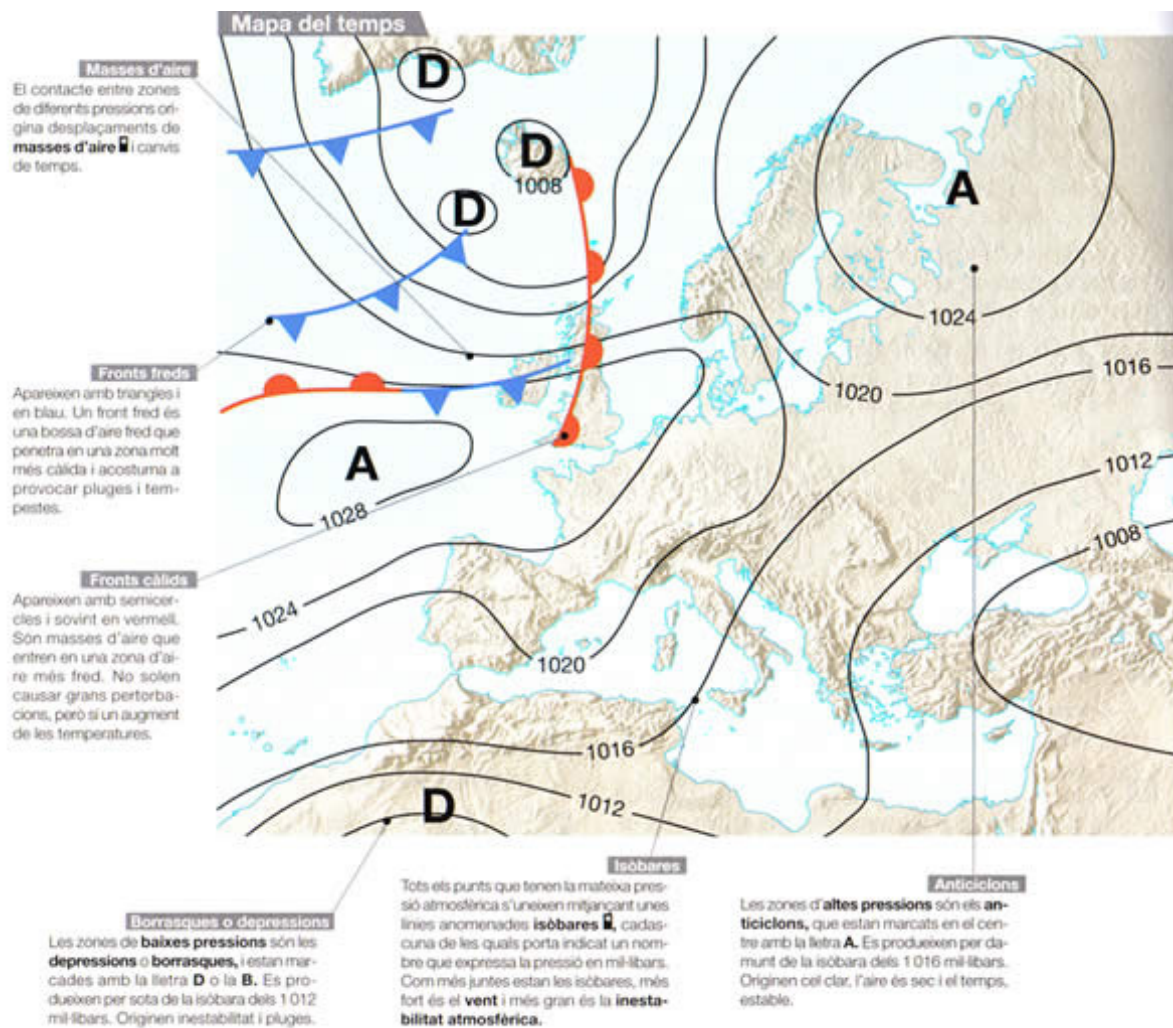 Mapa del temps
Masses d'aire
El contacte entre zones
de diferents pressions ori-
gina desplaçaments de
masses d'aire i canvis
de temps.
Fronts freds
Apareixen amb triangles i
en blau. Un front fred és
una bossa d'aire fred que
penetra en una zona molt
més càlida i acostuma a
provocar pluges i tem-
pestes.
Fronts càlids
Apareixen amb semicer-
cles i sovint en vermell.
Són masses d'aire que
entren en una zona d'ai-
re més fred. No solen
causar grans pertorba-
cions, però sí un augment
de les temperatures.
D
D
1008
D
A
1024
1020
1016
1012
1008
A
1028
1024
1020
1016
1012
D
Borrasques o depressions
Les zones de baixes pressions són les
depressions o borrasques, i estan mar-
cades amb la lletra D o la B. Es pro-
dueixen per sota de la isòbara dels 1 012
mil·libars. Originen inestabilitat i pluges.
Isòbares
Tots els punts que tenen la mateixa pres-
sió atmosfèrica s'uneixen mitjançant unes
línies anomenades isòbares, cadas-
cuna de les quals porta indicat un nom-
bre que expressa la pressió en mil·libars.
Com més juntes estan les isòbares, més
fort és el vent i més gran és la inesta-
bilitat atmosfèrica.
Anticiclons
Les zones d'altes pressions són els an-
ticiclons, que estan marcats en el cen-
tre amb la lletra A. Es produeixen per da-
munt de la isòbara dels 1 016 mil·libars.
Originen cel clar, l'aire és sec i el temps,
estable.